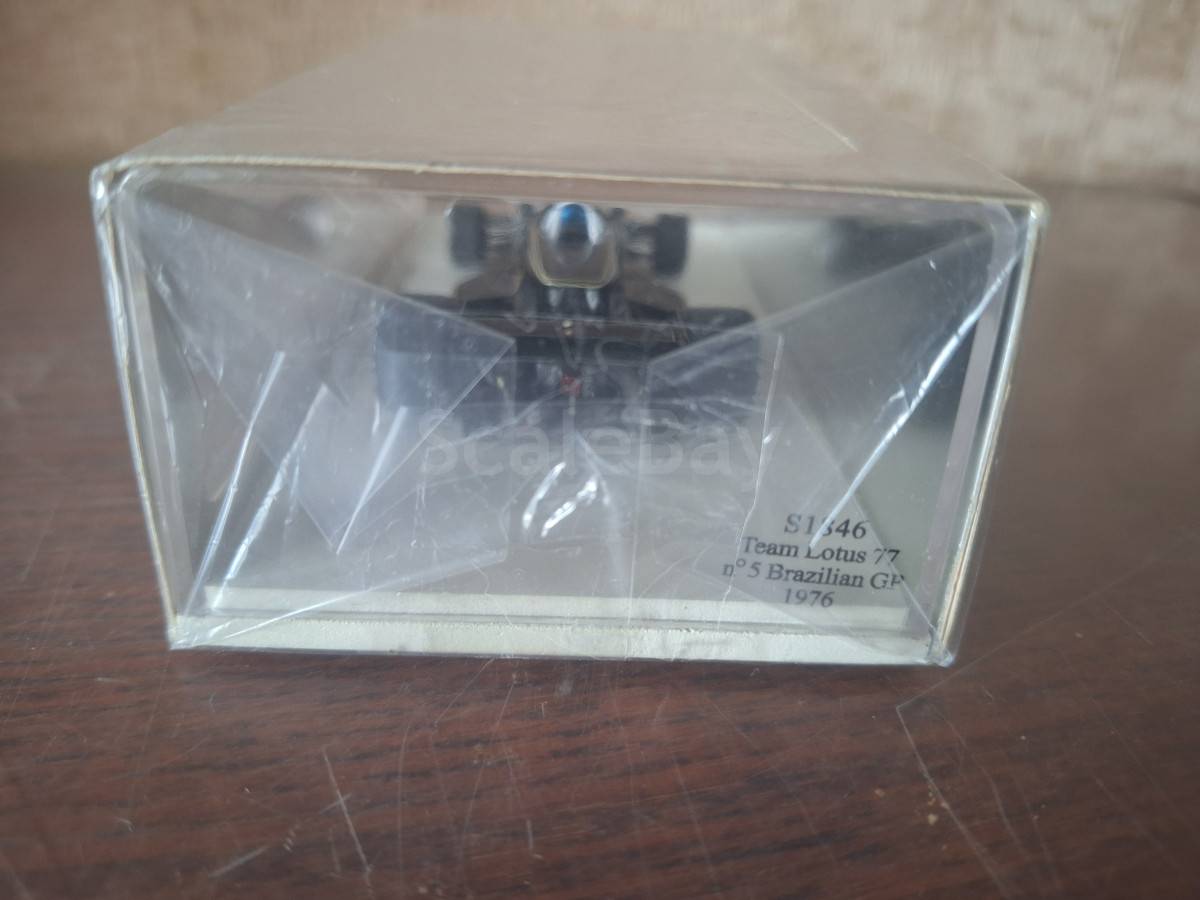 ScaleBay
S1846
Team Lotus 77
n° 5 Brazilian GP
1976